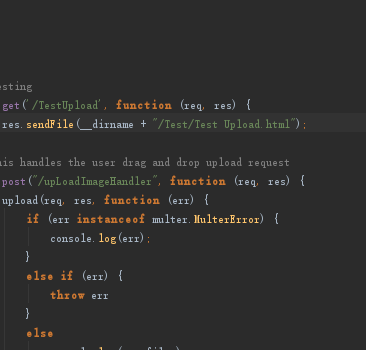 esting
get('/TestUpload', function (req, res) {
res.sendFile(__dirname + "/Test/Test Upload.html");
his handles the user drag and drop upload request
post("/upLoadImageHandler", function (req, res) {
upload(req, res, function (err) {
if (err instanceof multer.MulterError) {
console.log(err);
}
else if (err) {
throw err
}
else